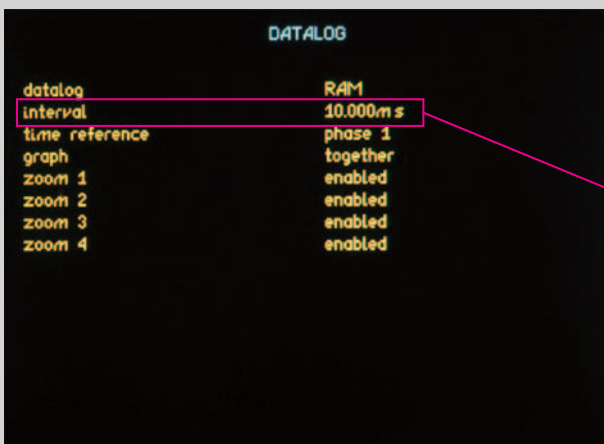 DATALOG
datalog RAM
interval 10.000m s
time reference phase 1
graph together
zoom 1 enabled
zoom 2 enabled
zoom 3 enabled
zoom 4 enabled